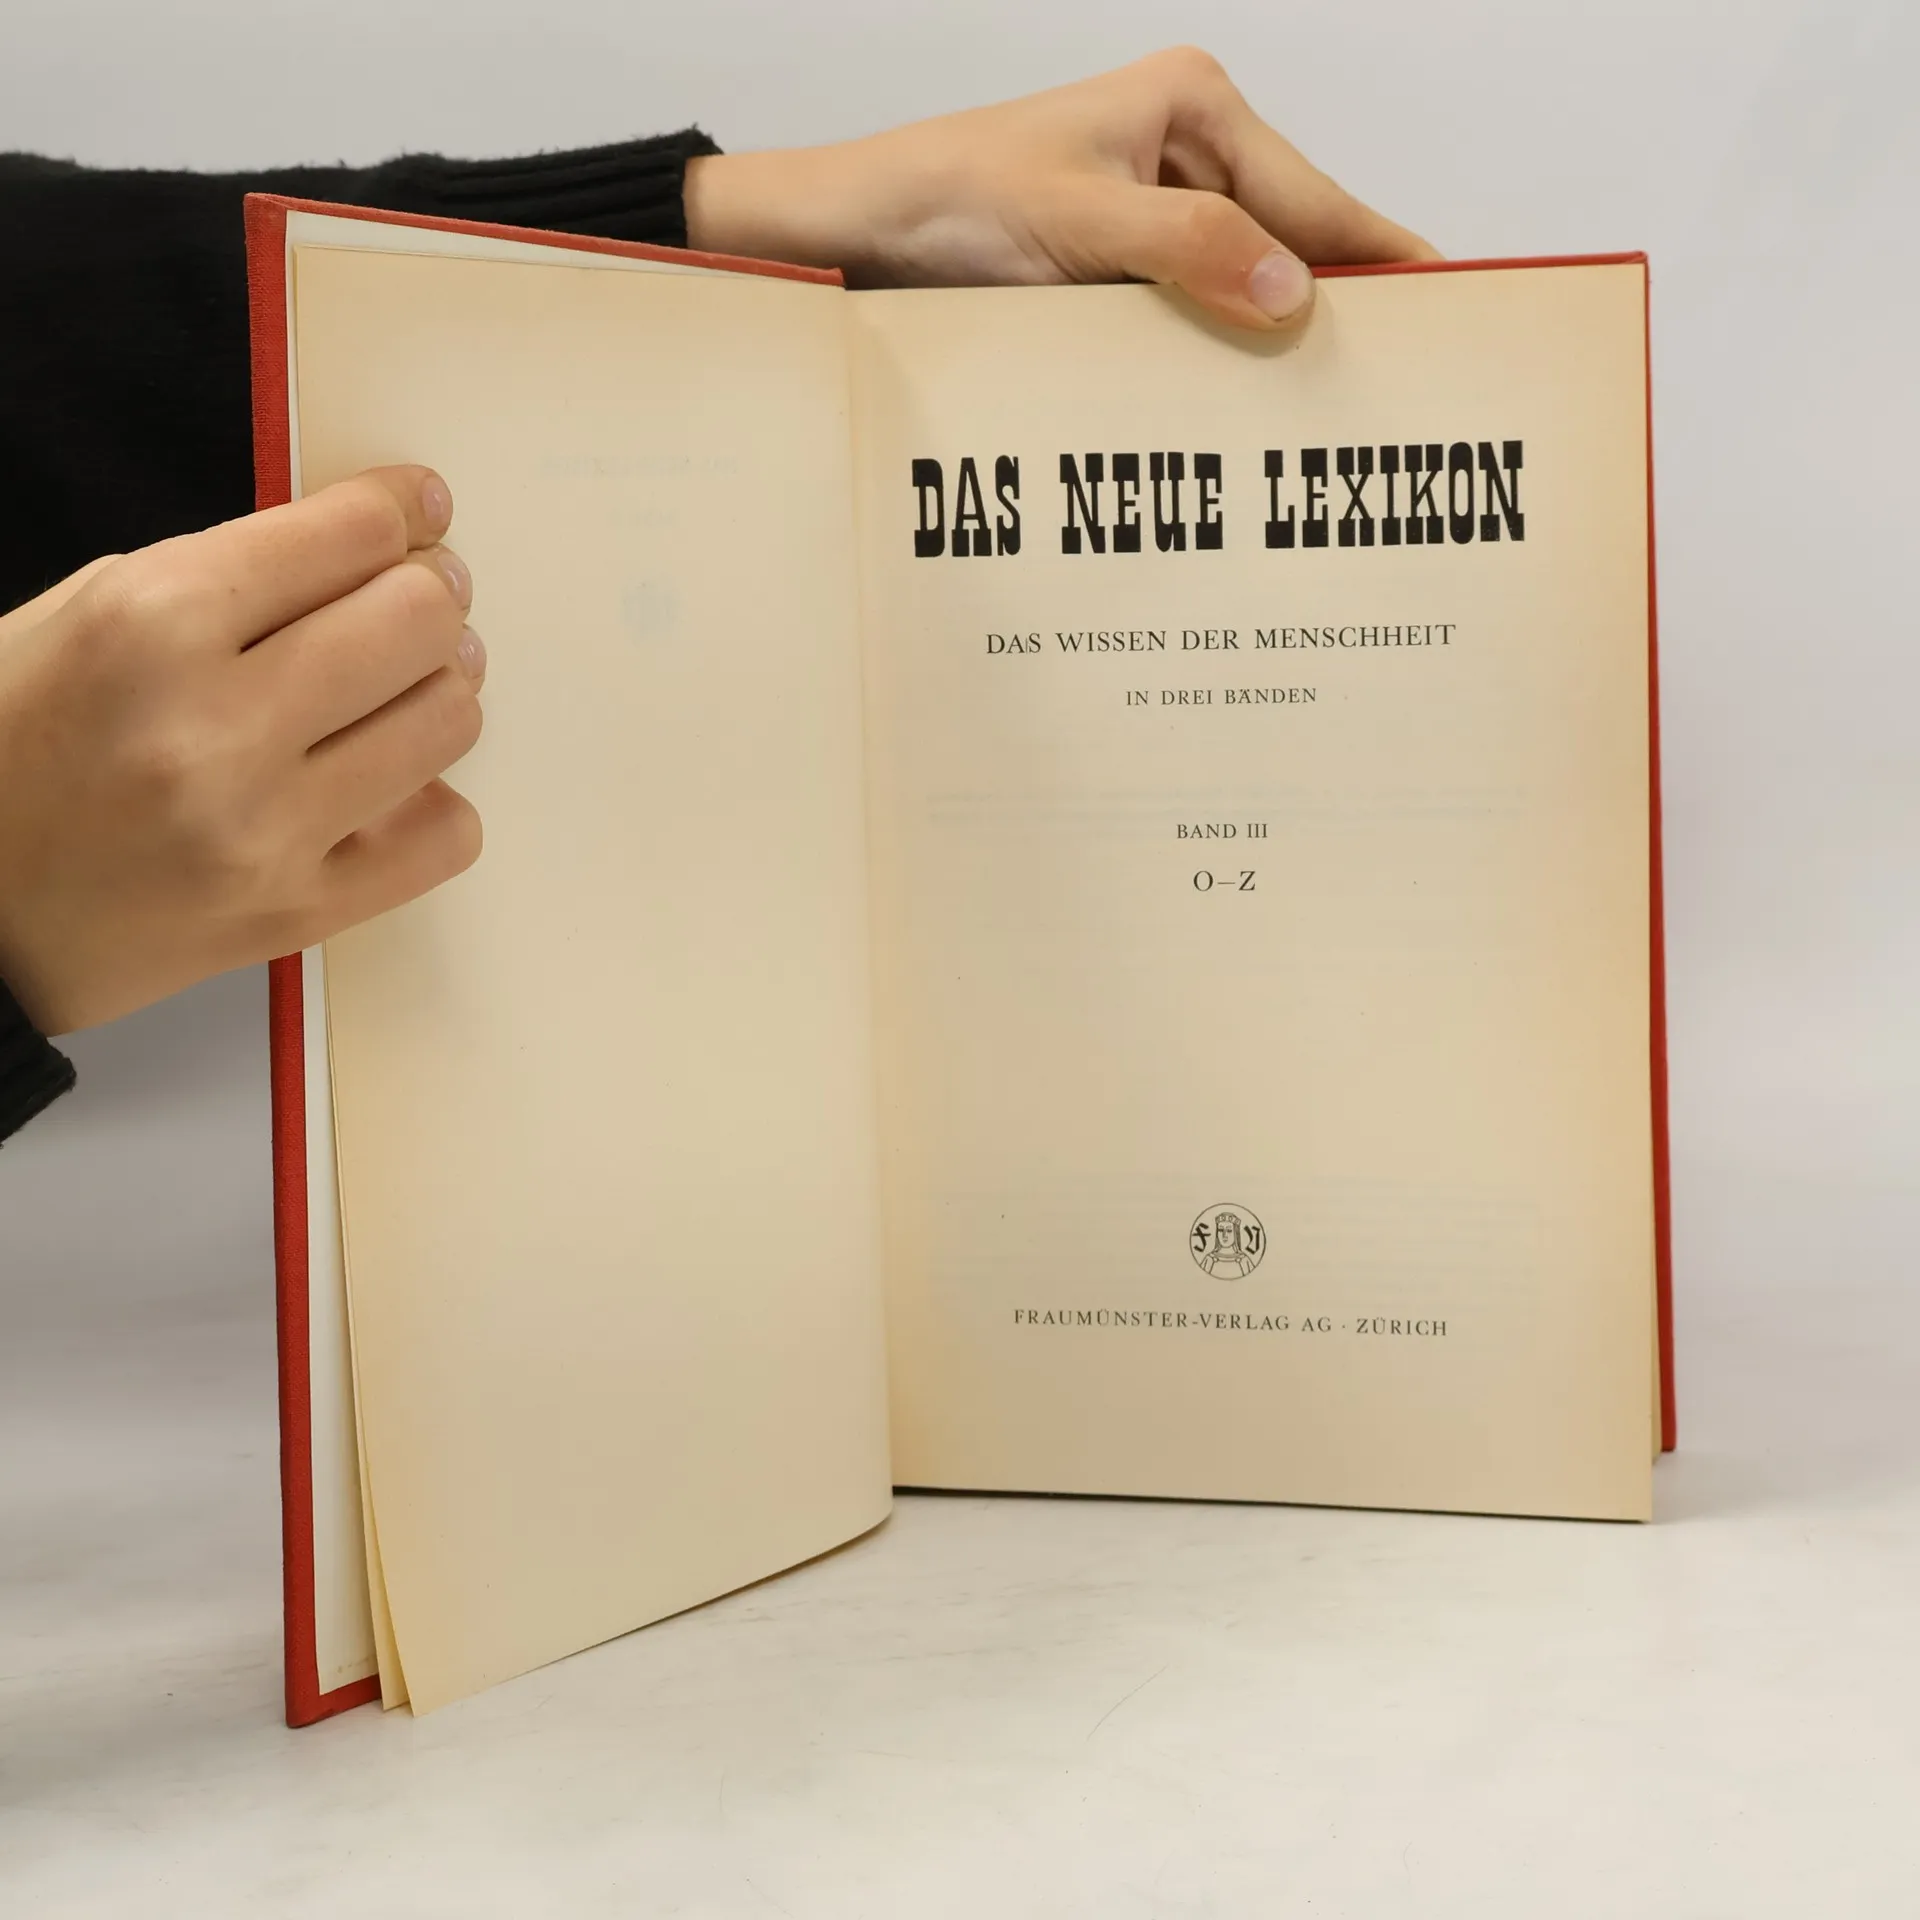 DAS NEUE LEXIKON
DAS WISSEN DER MENSCHHEIT
IN DREI BÄNDEN
BAND III
O–Z
F V
FRAUMÜNSTER-VERLAG AG · ZÜRICH